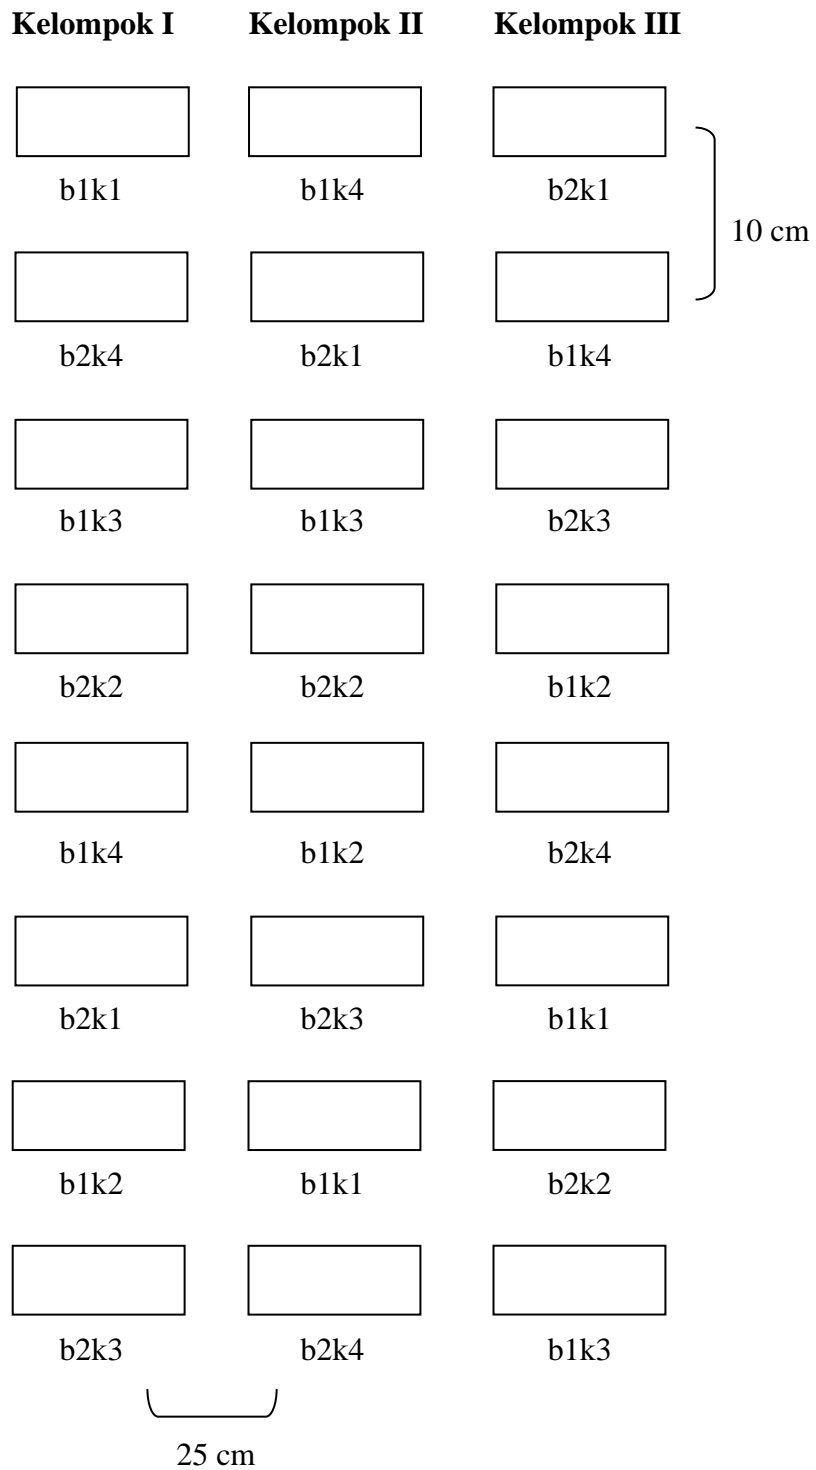 Kelompok I Kelompok II Kelompok III
b1k1 b1k4 b2k1
10 cm
b2k4 b2k1 b1k4
b1k3 b1k3 b2k3
b2k2 b2k2 b1k2
b1k4 b1k2 b2k4
b2k1 b2k3 b1k1
b1k2 b1k1 b2k2
b2k3 b2k4 b1k3
25 cm